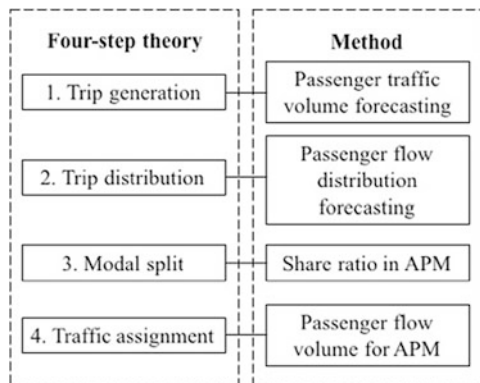 Four-step theory
Method
1. Trip generation
Passenger traffic
volume forecasting
2. Trip distribution
Passenger flow
distribution
forecasting
3. Modal split
Share ratio in APM
4. Traffic assignment
Passenger flow
volume for APM